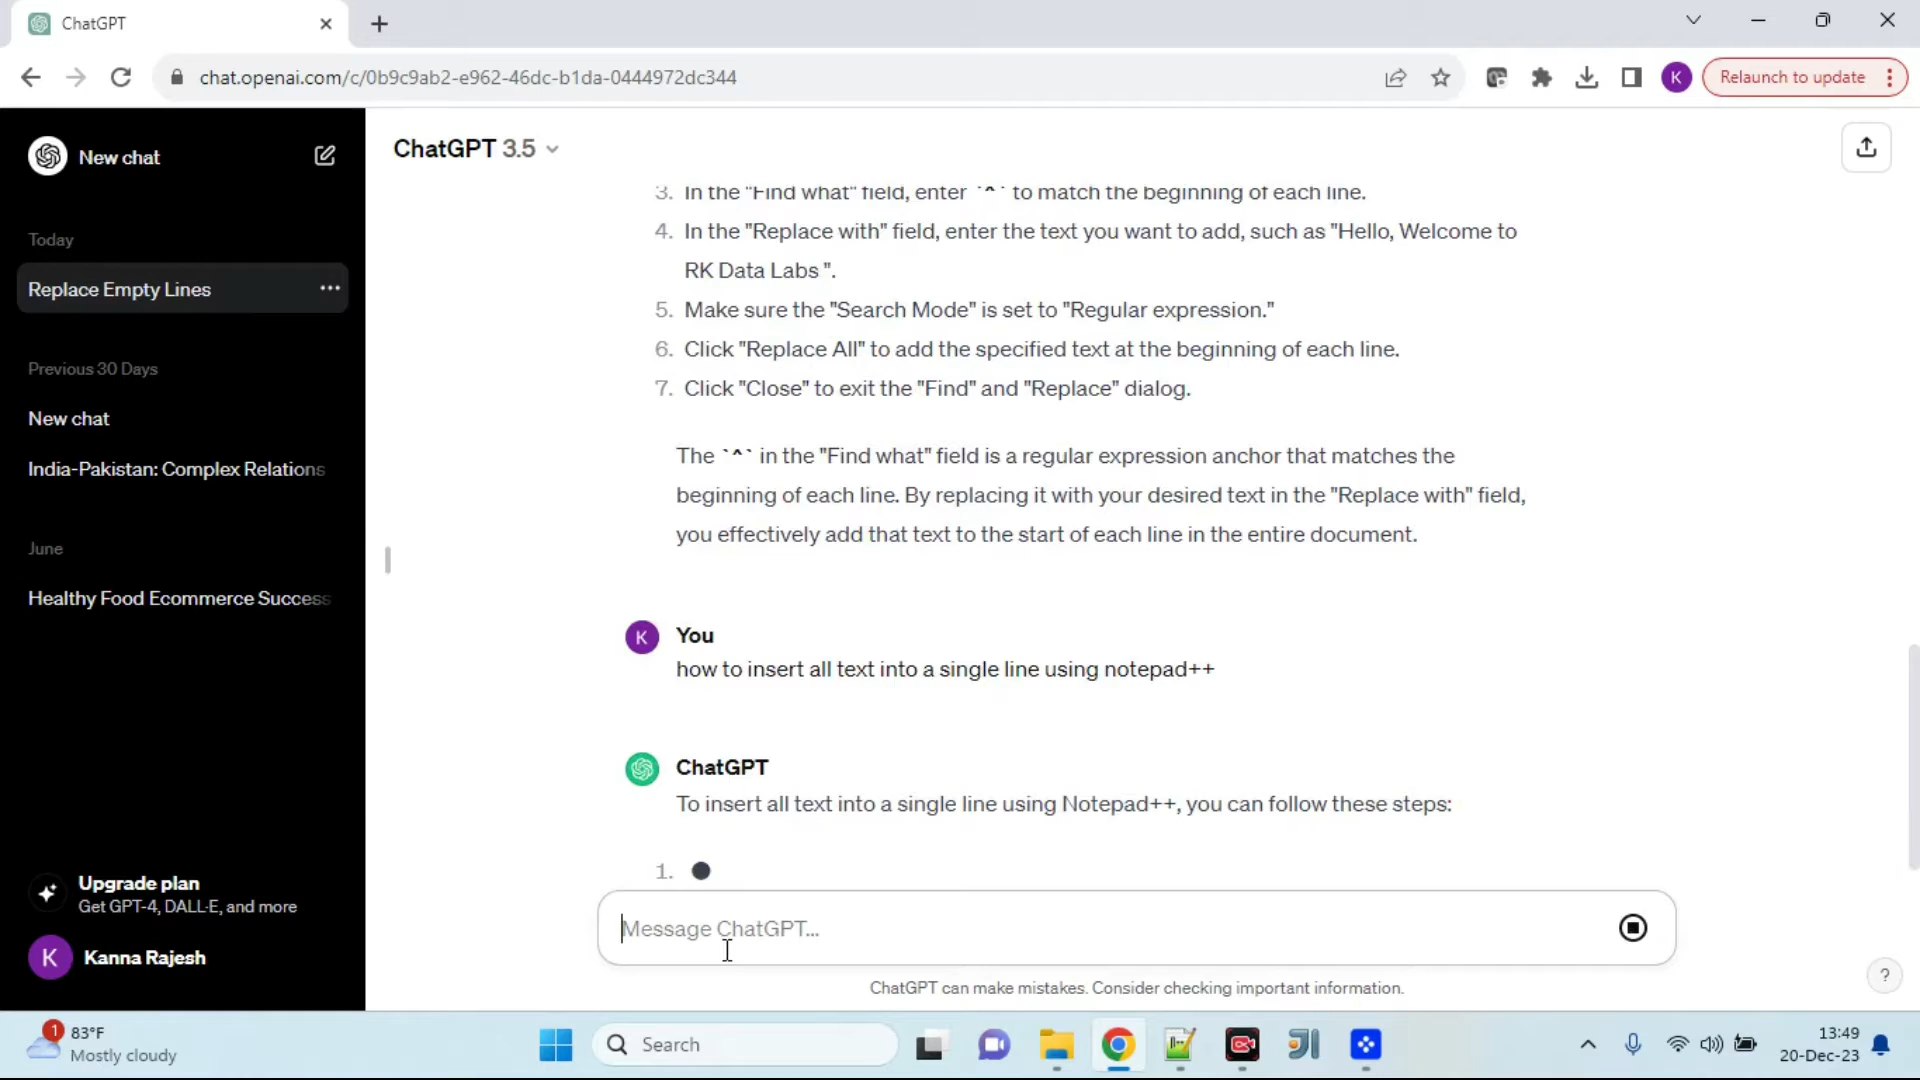 ChatGPT
chat.openai.com/c/0b9c9ab2-e962-46dc-b1da-0444972dc344
K
Relaunch to update
New chat
Today
Replace Empty Lines
Previous 30 Days
New chat
India-Pakistan: Complex Relations
June
Healthy Food Ecommerce Success
Upgrade plan
Get GPT-4, DALL·E, and more
K
Kanna Rajesh
ChatGPT 3.5
3. In the "Find what" field, enter `^` to match the beginning of each line.
4. In the "Replace with" field, enter the text you want to add, such as "Hello, Welcome to
RK Data Labs ".
5. Make sure the "Search Mode" is set to "Regular expression."
6. Click "Replace All" to add the specified text at the beginning of each line.
7. Click "Close" to exit the "Find" and "Replace" dialog.
The `^` in the "Find what" field is a regular expression anchor that matches the
beginning of each line. By replacing it with your desired text in the "Replace with" field,
you effectively add that text to the start of each line in the entire document.
K
You
how to insert all text into a single line using notepad++
ChatGPT
To insert all text into a single line using Notepad++, you can follow these steps:
1.
Message ChatGPT...
ChatGPT can make mistakes. Consider checking important information.
?
1
83°F
Mostly cloudy
Search
13:49
20-Dec-23